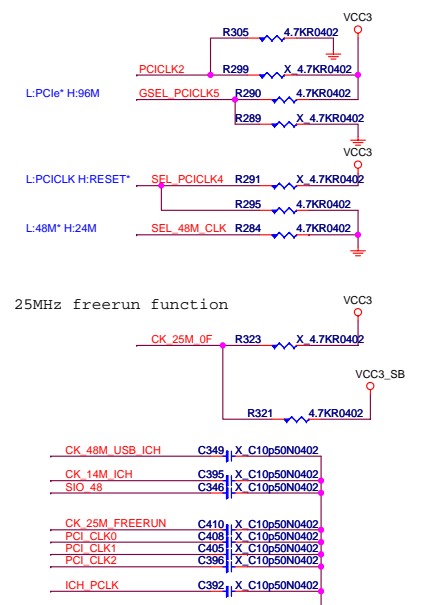 VCC3
R305 4.7KR0402
PCICLK2 R299 X_4.7KR0402
L:PCIe* H:96M GSEL_PCICLK5 R290 4.7KR0402
R289 X_4.7KR0402
VCC3
L:PCICLK H:RESET* SEL_PCICLK4 R291 X_4.7KR0402
R295 4.7KR0402
L:48M* H:24M SEL_48M_CLK R284 4.7KR0402
25MHz freerun function VCC3
CK_25M_0F R323 X_4.7KR0402
VCC3_SB
R321 4.7KR0402
CK_48M_USB_ICH C349 X_C10p50N0402
CK_14M_ICH C395 X_C10p50N0402
SIO_48 C346 X_C10p50N0402
CK_25M_FREERUN C410 X_C10p50N0402
PCI_CLK0 C408 X_C10p50N0402
PCI_CLK1 C405 X_C10p50N0402
PCI_CLK2 C396 X_C10p50N0402
ICH_PCLK C392 X_C10p50N0402